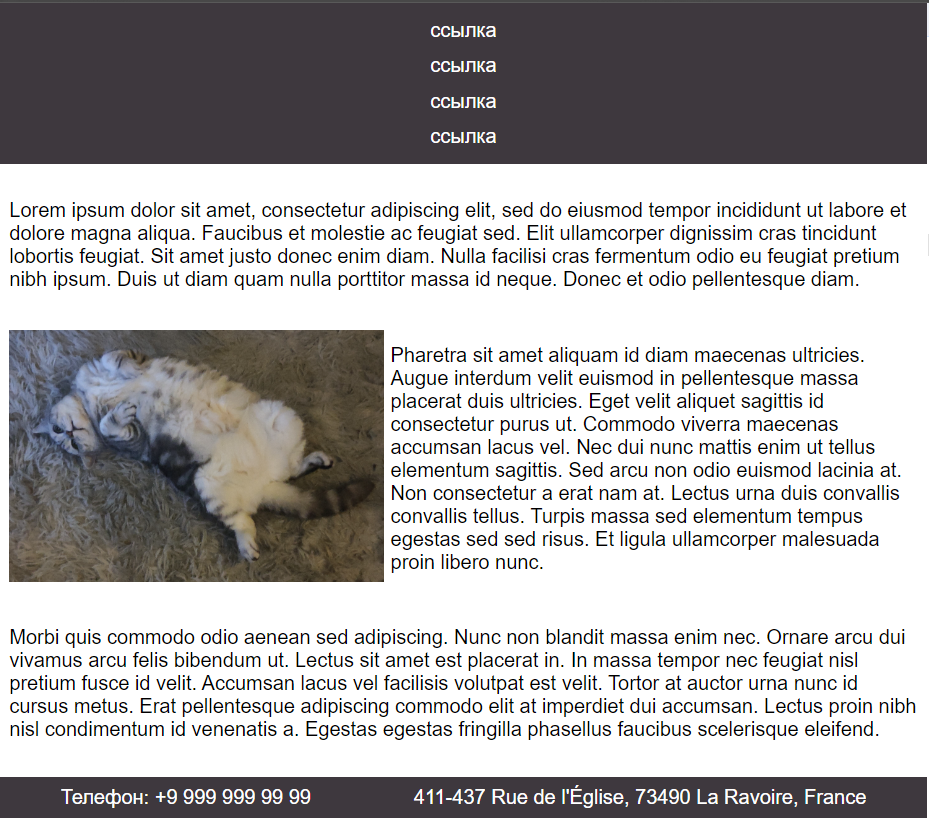 ссылка
ссылка
ссылка
ссылка
Lorem ipsum dolor sit amet, consectetur adipiscing elit, sed do eiusmod tempor incididunt ut labore et
dolore magna aliqua. Faucibus et molestie ac feugiat sed. Elit ullamcorper dignissim cras tincidunt
lobortis feugiat. Sit amet justo donec enim diam. Nulla facilisi cras fermentum odio eu feugiat pretium
nibh ipsum. Duis ut diam quam nulla porttitor massa id neque. Donec et odio pellentesque diam.
Pharetra sit amet aliquam id diam maecenas ultricies.
Augue interdum velit euismod in pellentesque massa
placerat duis ultricies. Eget velit aliquet sagittis id
consectetur purus ut. Commodo viverra maecenas
accumsan lacus vel. Nec dui nunc mattis enim ut tellus
elementum sagittis. Sed arcu non odio euismod lacinia at.
Non consectetur a erat nam at. Lectus urna duis convallis
convallis tellus. Turpis massa sed elementum tempus
egestas sed sed risus. Et ligula ullamcorper malesuada
proin libero nunc.
Morbi quis commodo odio aenean sed adipiscing. Nunc non blandit massa enim nec. Ornare arcu dui
vivamus arcu felis bibendum ut. Lectus sit amet est placerat in. In massa tempor nec feugiat nisl
pretium fusce id velit. Accumsan lacus vel facilisis volutpat est velit. Tortor at auctor urna nunc id
cursus metus. Erat pellentesque adipiscing commodo elit at imperdiet dui accumsan. Lectus proin nibh
nisl condimentum id venenatis a. Egestas egestas fringilla phasellus faucibus scelerisque eleifend.
Телефон: +9 999 999 99 99
411-437 Rue de l'Église, 73490 La Ravoire, France